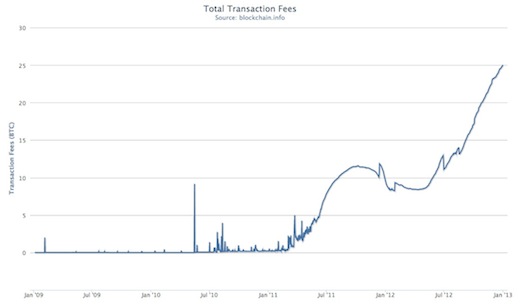 Total Transaction Fees
Source: blockchain.info
30
25
20
15
10
5
0
Transaction Fees (BTC)
Jan '09 Jul '09 Jan '10 Jul '10 Jan '11 Jul '11 Jan '12 Jul '12 Jan '13